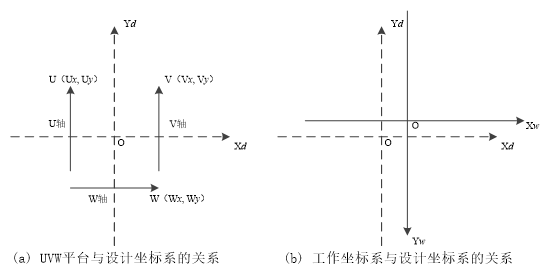 Yd
U (Ux, Uy)
V (Vx, Vy)
U轴
V轴
O
Xd
W轴
W (Wx, Wy)
(a) UVW平台与设计坐标系的关系
Yd
O
Xw
O
Xd
Yw
(b) 工作坐标系与设计坐标系的关系